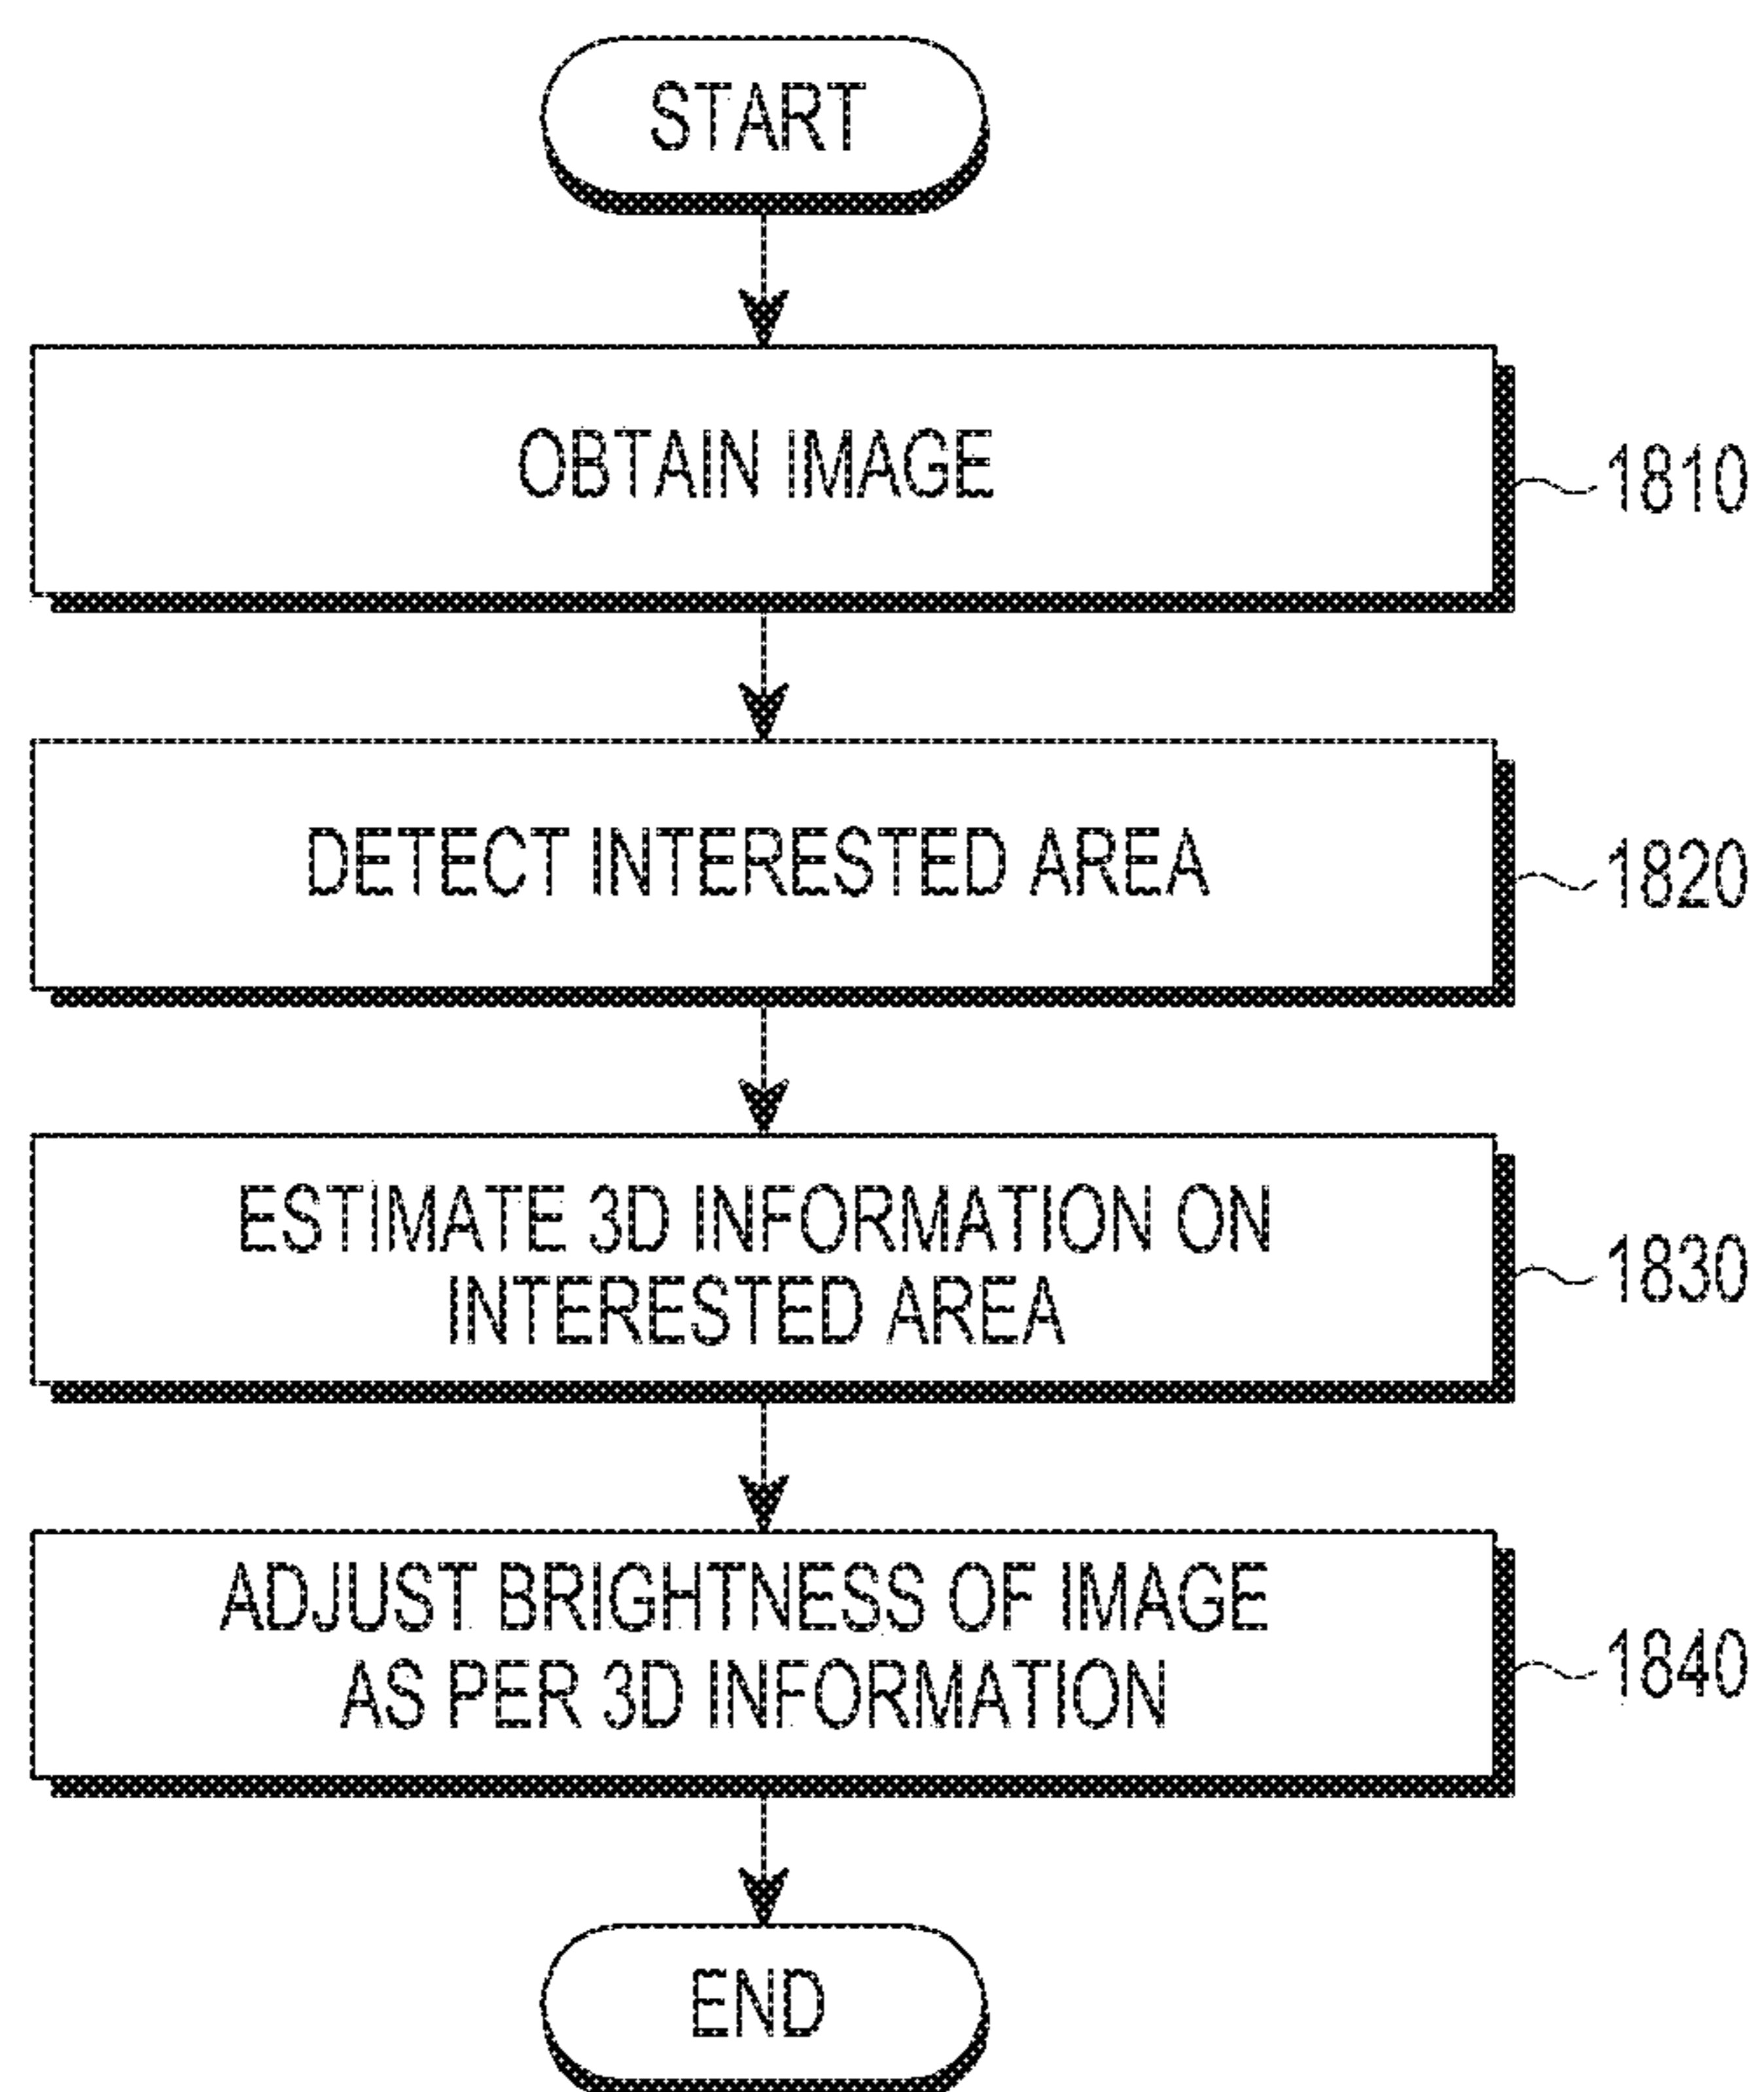 START
OBTAIN IMAGE
1810
DETECT INTERESTED AREA
1820
ESTIMATE 3D INFORMATION ON
INTERESTED AREA
1830
ADJUST BRIGHTNESS OF IMAGE
AS PER 3D INFORMATION
1840
END